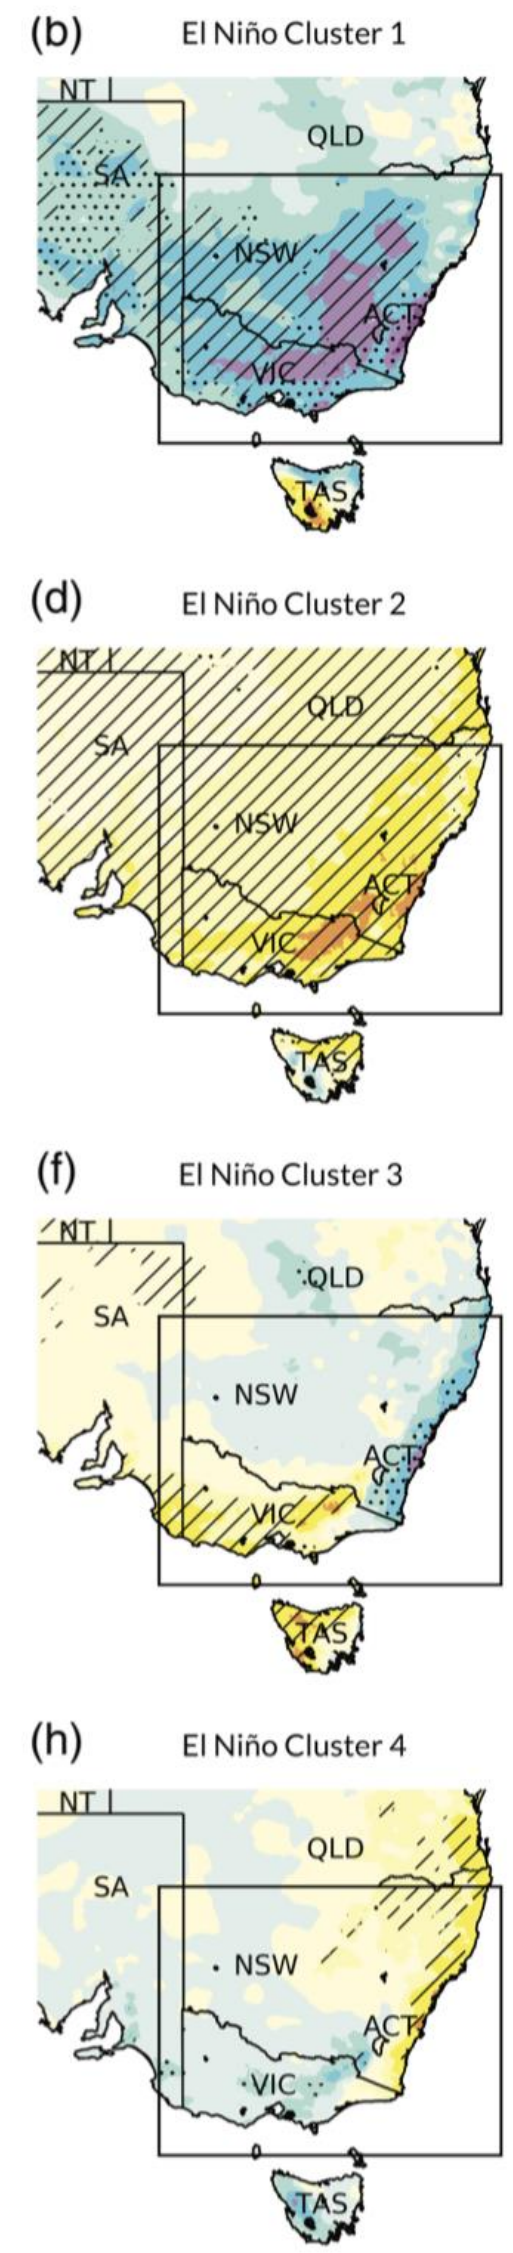 (b) El Niño Cluster 1
NT
QLD
SA
NSW
ACT
VIC
TAS
(d) El Niño Cluster 2
NT
QLD
SA
NSW
ACT
VIC
TAS
(f) El Niño Cluster 3
NT
QLD
SA
NSW
ACT
VIC
TAS
(h) El Niño Cluster 4
NT
QLD
SA
NSW
ACT
VIC
TAS